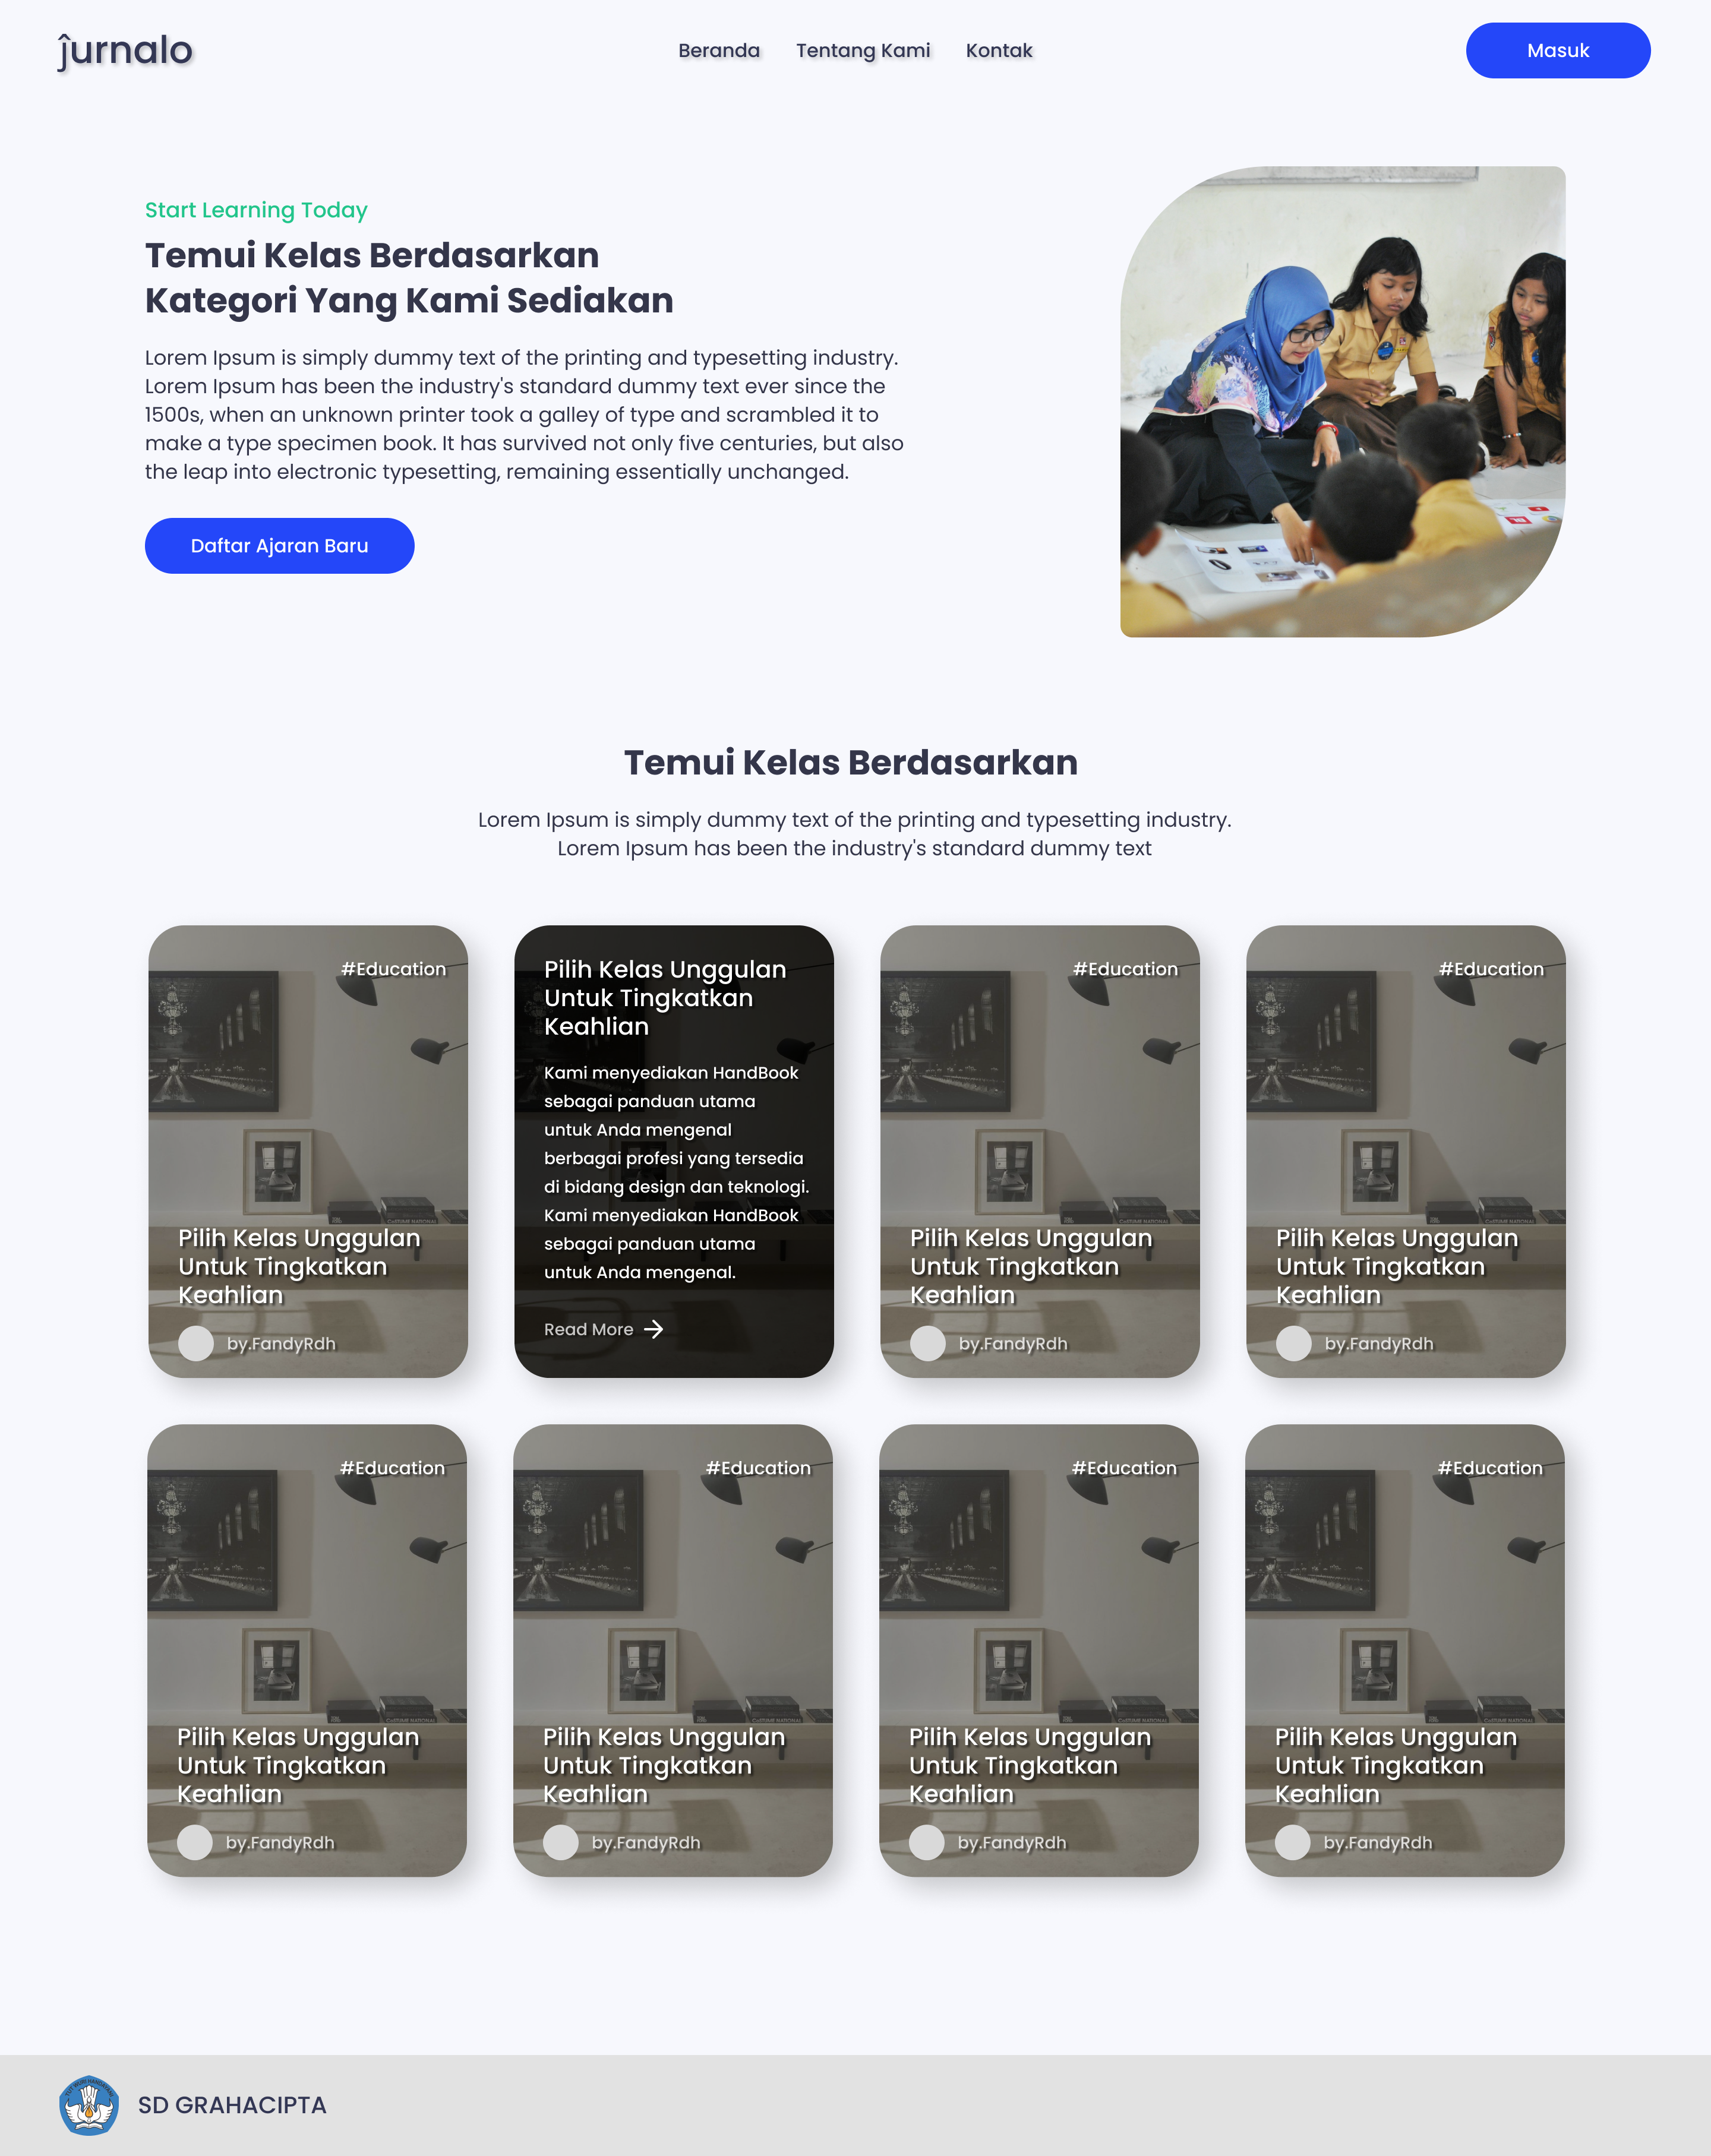 ĵurnalo
Beranda
Tentang Kami
Kontak
Masuk
Start Learning Today
Temui Kelas Berdasarkan
Kategori Yang Kami Sediakan
Lorem Ipsum is simply dummy text of the printing and typesetting industry.
Lorem Ipsum has been the industry's standard dummy text ever since the
1500s, when an unknown printer took a galley of type and scrambled it to
make a type specimen book. It has survived not only five centuries, but also
the leap into electronic typesetting, remaining essentially unchanged.
Daftar Ajaran Baru
Temui Kelas Berdasarkan
Lorem Ipsum is simply dummy text of the printing and typesetting industry.
Lorem Ipsum has been the industry's standard dummy text
#Education
Pilih Kelas Unggulan
Untuk Tingkatkan
Keahlian
by.FandyRdh
Pilih Kelas Unggulan
Untuk Tingkatkan
Keahlian
Kami menyediakan HandBook
sebagai panduan utama
untuk Anda mengenal
berbagai profesi yang tersedia
di bidang design dan teknologi.
Kami menyediakan HandBook
sebagai panduan utama
untuk Anda mengenal.
Read More
#Education
Pilih Kelas Unggulan
Untuk Tingkatkan
Keahlian
by.FandyRdh
#Education
Pilih Kelas Unggulan
Untuk Tingkatkan
Keahlian
by.FandyRdh
#Education
Pilih Kelas Unggulan
Untuk Tingkatkan
Keahlian
by.FandyRdh
#Education
Pilih Kelas Unggulan
Untuk Tingkatkan
Keahlian
by.FandyRdh
#Education
Pilih Kelas Unggulan
Untuk Tingkatkan
Keahlian
by.FandyRdh
#Education
Pilih Kelas Unggulan
Untuk Tingkatkan
Keahlian
by.FandyRdh
TUT WURI HANDAYANI
SD GRAHACIPTA